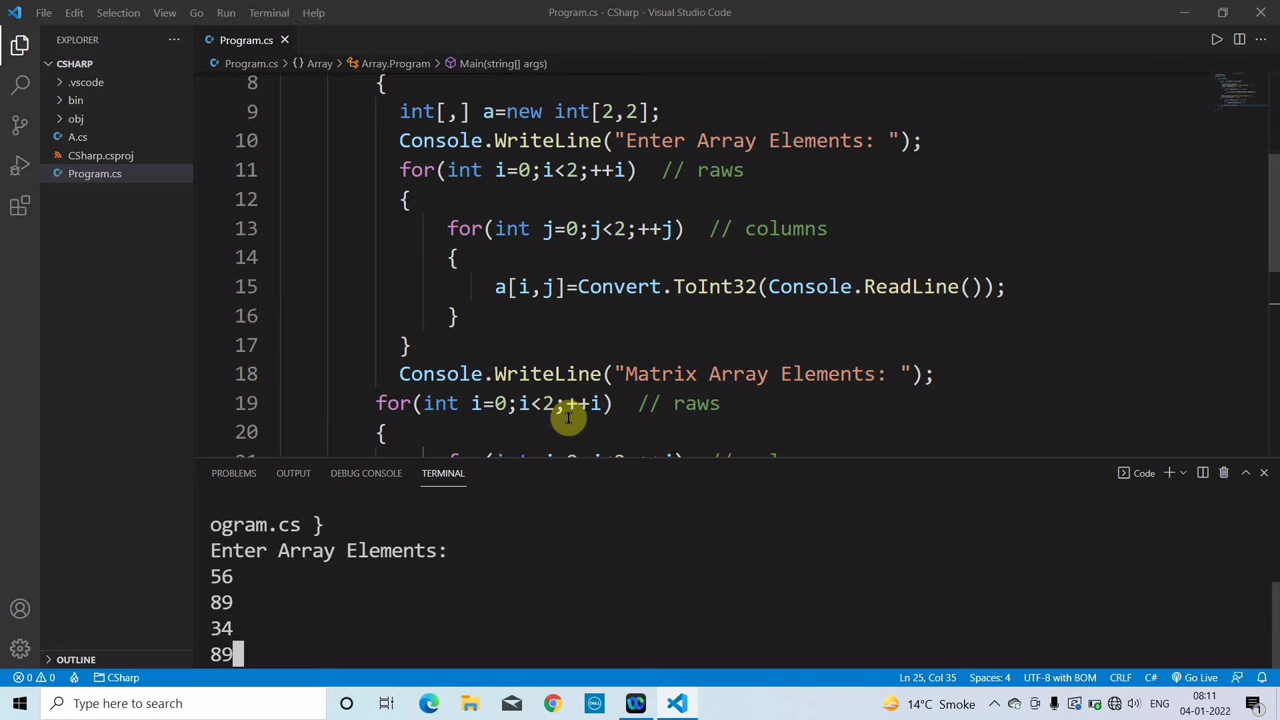 File Edit Selection View Go Run Terminal Help
Program.cs - CSharp - Visual Studio Code
EXPLORER
CSHARP
.vscode
bin
obj
A.cs
CSharp.csproj
Program.cs
OUTLINE
Program.cs
Program.cs > Array > Array.Program > Main(string[] args)
8 {
9 int[,] a=new int[2,2];
10 Console.WriteLine("Enter Array Elements: ");
11 for(int i=0;i<2;++i) // raws
12 {
13 for(int j=0;j<2;++j) // columns
14 {
15 a[i,j]=Convert.ToInt32(Console.ReadLine());
16 }
17 }
18 Console.WriteLine("Matrix Array Elements: ");
19 for(int i=0;i<2;++i) // raws
20 {
PROBLEMS OUTPUT DEBUG CONSOLE TERMINAL
Code
ogram.cs }
Enter Array Elements:
56
89
34
89
0 0 CSharp
Ln 25, Col 35 Spaces: 4 UTF-8 with BOM CRLF C# Go Live
Type here to search
DELL
14°C Smoke
ENG
08:11
04-01-2022
1